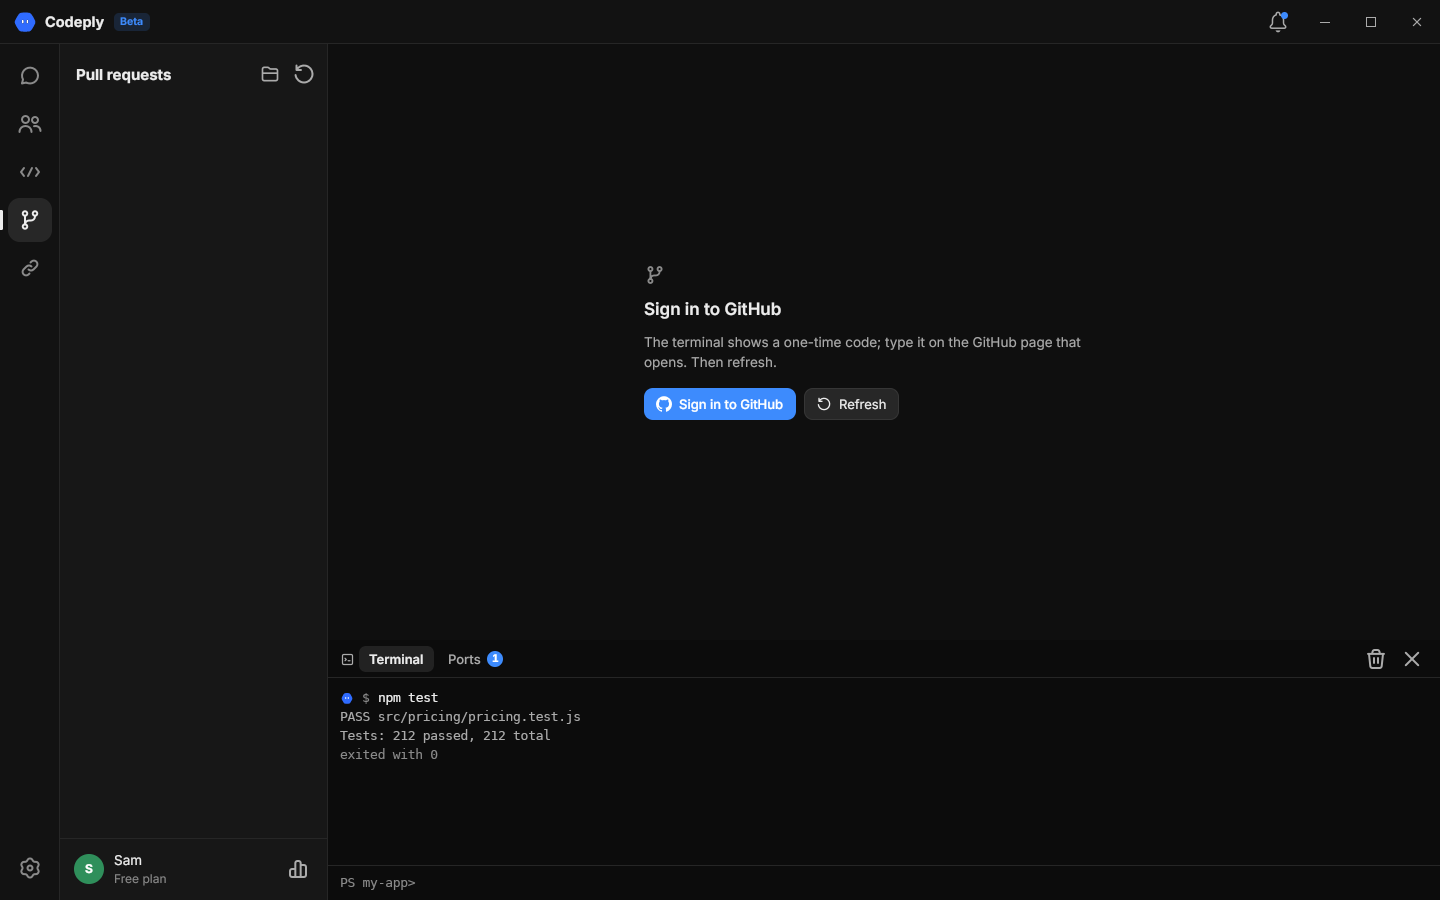 Codeply Beta
Pull requests
Sign in to GitHub
The terminal shows a one-time code; type it on the GitHub page that
opens. Then refresh.
Sign in to GitHub
Refresh
Terminal
Ports 1
$ npm test
PASS src/pricing/pricing.test.js
Tests: 212 passed, 212 total
exited with 0
PS my-app>
S
Sam
Free plan